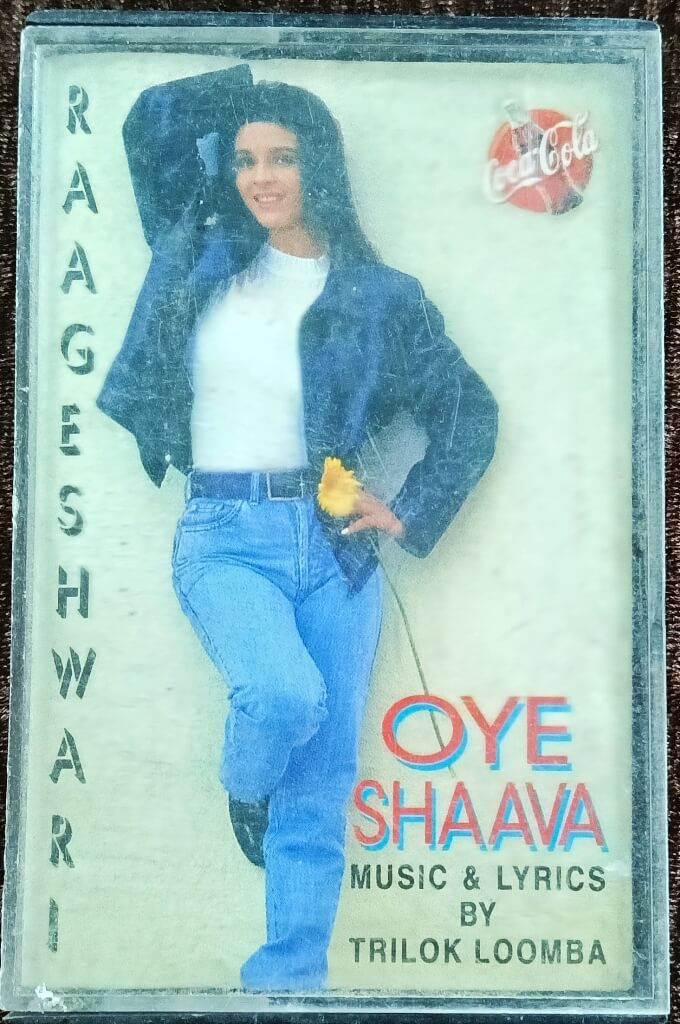 RAAGESHWARI
Coca-Cola
OYE
SHAAVA
MUSIC & LYRICS
BY
TRILOK LOOMBA